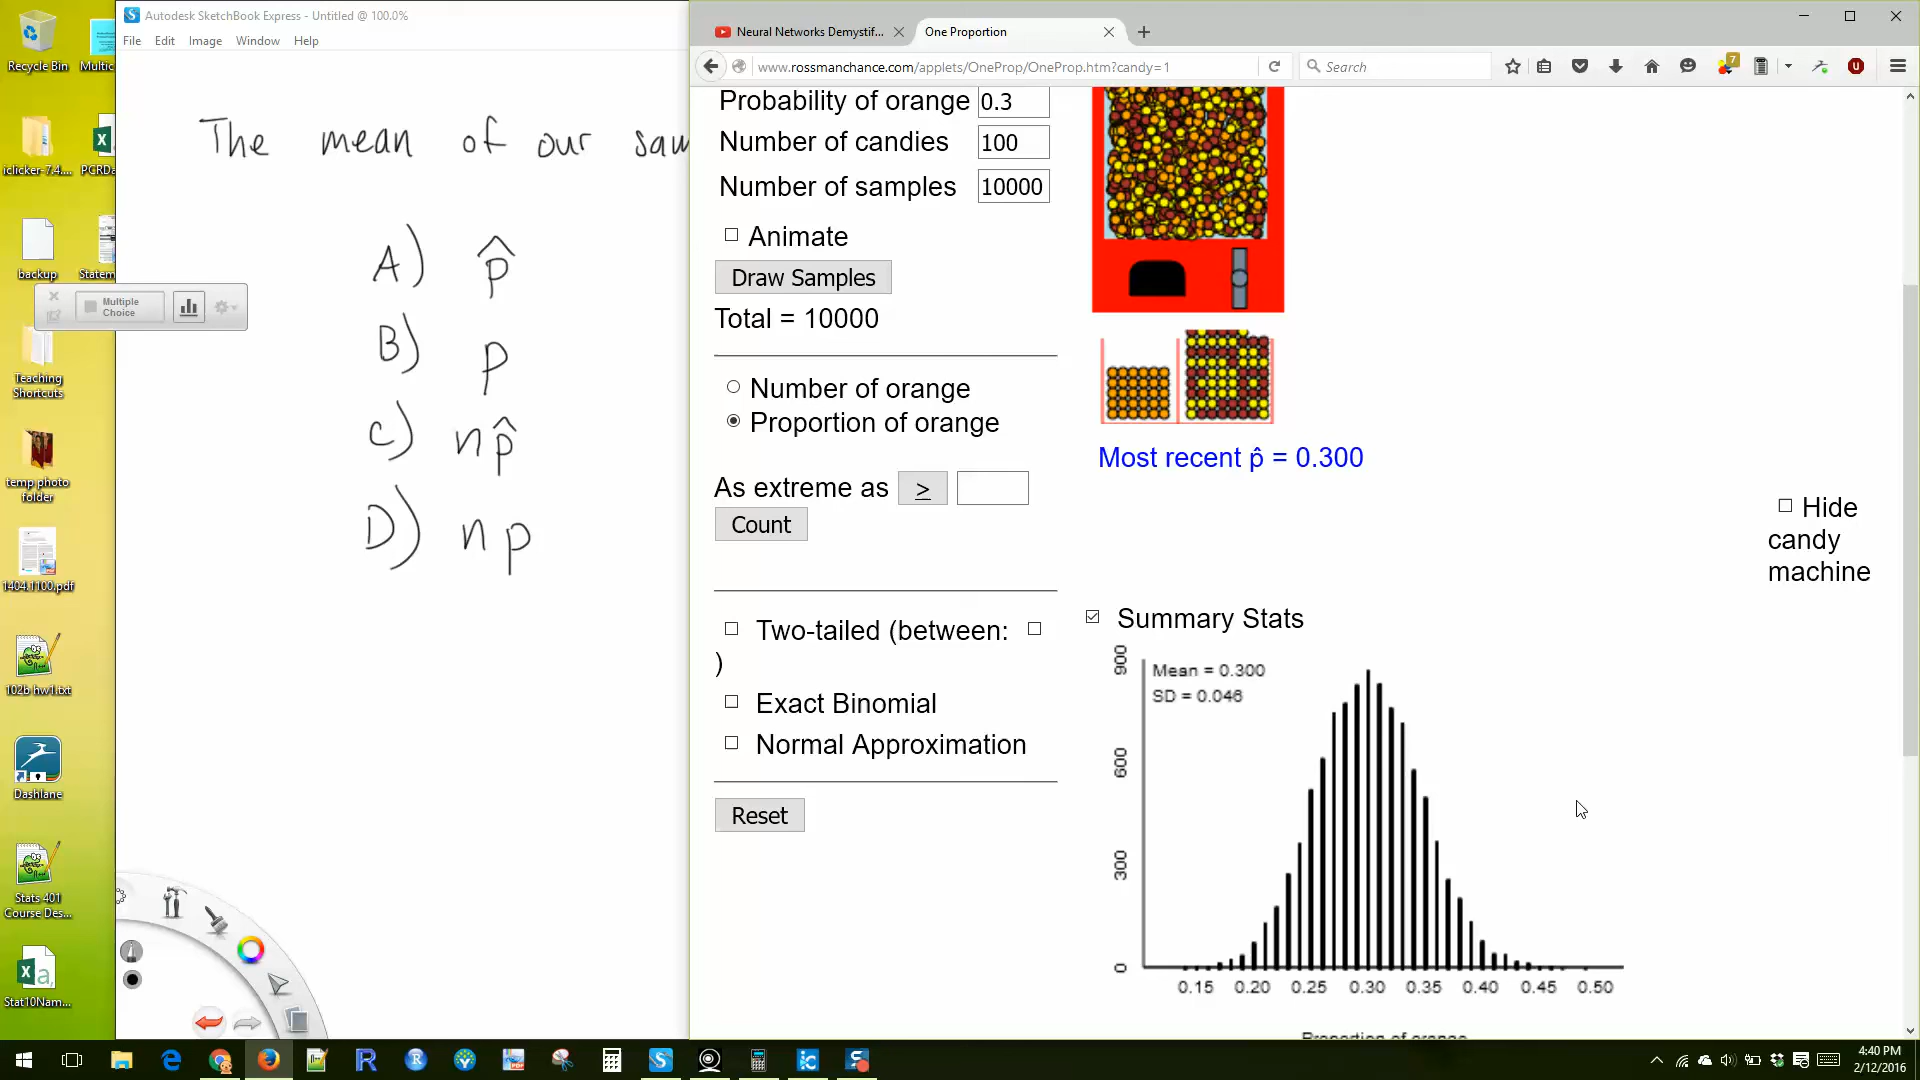 Recycle Bin
Multic
iclicker-7.4....
PCRDa
backup
Statem
Teaching
Shortcuts
temp photo
folder
1404.1100.pdf
102b hw1.txt
Dashlane
Stats 401
Course Des...
Stat10Nam...
Autodesk SketchBook Express - Untitled @ 100.0%
File Edit Image Window Help
The mean of our sam
A) p̂
B) p
C) n p̂
D) n p
Multiple
Choice
Neural Networks Demystif...
One Proportion
www.rossmanchance.com/applets/OneProp/OneProp.htm?candy=1
Search
7
Probability of orange 0.3
Number of candies 100
Number of samples 10000
Animate
Draw Samples
Total = 10000
Number of orange
Proportion of orange
As extreme as ≥
Count
Two-tailed (between:
)
Exact Binomial
Normal Approximation
Reset
Most recent p̂ = 0.300
Hide
candy
machine
Summary Stats
Mean = 0.300
SD = 0.046
900
600
300
0
0.15 0.20 0.25 0.30 0.35 0.40 0.45 0.50
Proportion of orange
4:40 PM
2/12/2016